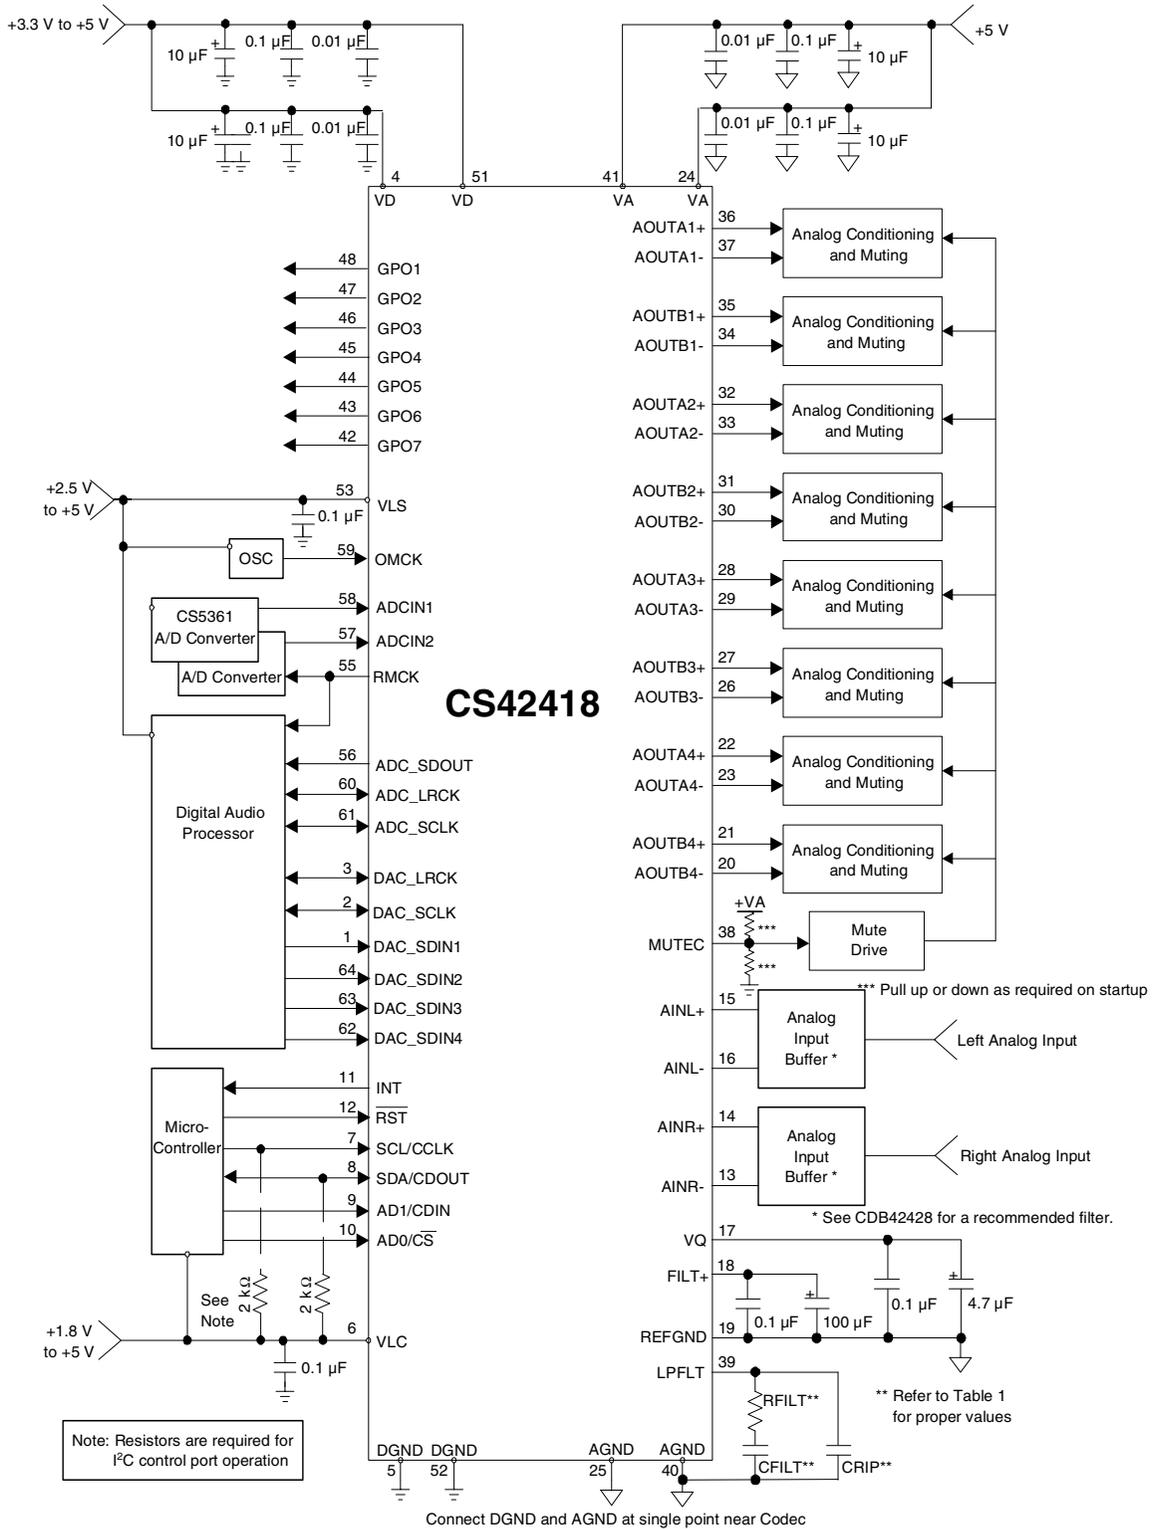 +3.3 V to +5 V
+5 V
10 µF
+
0.1 µF
0.01 µF
0.01 µF
0.1 µF
+
10 µF
10 µF
+
0.1 µF
0.01 µF
0.01 µF
0.1 µF
+
10 µF
4
51
41
24
VD
VD
VA
VA
48
GPO1
47
GPO2
46
GPO3
45
GPO4
44
GPO5
43
GPO6
42
GPO7
+2.5 V
to +5 V
53
VLS
0.1 µF
OSC
59
OMCK
CS5361
A/D Converter
58
ADCIN1
57
ADCIN2
A/D Converter
55
RMCK
CS42418
Digital Audio
Processor
56
ADC_SDOUT
60
ADC_LRCK
61
ADC_SCLK
3
DAC_LRCK
2
DAC_SCLK
1
DAC_SDIN1
64
DAC_SDIN2
63
DAC_SDIN3
62
DAC_SDIN4
Micro-
Controller
11
INT
12
RST
7
SCL/CCLK
8
SDA/CDOUT
9
AD1/CDIN
10
AD0/CS
See
Note
2 kΩ
2 kΩ
+1.8 V
to +5 V
6
VLC
0.1 µF
Note: Resistors are required for
I²C control port operation
DGND
DGND
AGND
AGND
5
52
25
40
AOUTA1+
36
AOUTA1-
37
Analog Conditioning
and Muting
AOUTB1+
35
AOUTB1-
34
Analog Conditioning
and Muting
AOUTA2+
32
AOUTA2-
33
Analog Conditioning
and Muting
AOUTB2+
31
AOUTB2-
30
Analog Conditioning
and Muting
AOUTA3+
28
AOUTA3-
29
Analog Conditioning
and Muting
AOUTB3+
27
AOUTB3-
26
Analog Conditioning
and Muting
AOUTA4+
22
AOUTA4-
23
Analog Conditioning
and Muting
AOUTB4+
21
AOUTB4-
20
Analog Conditioning
and Muting
+VA
***
MUTEC
38
***
Mute
Drive
*** Pull up or down as required on startup
AINL+
15
AINL-
16
Analog
Input
Buffer *
Left Analog Input
AINR+
14
AINR-
13
Analog
Input
Buffer *
Right Analog Input
* See CDB42428 for a recommended filter.
VQ
17
FILT+
18
+
+
0.1 µF
4.7 µF
0.1 µF
100 µF
REFGND
19
LPFLT
39
RFILT**
CFILT**
CRIP**
** Refer to Table 1
for proper values
Connect DGND and AGND at single point near Codec